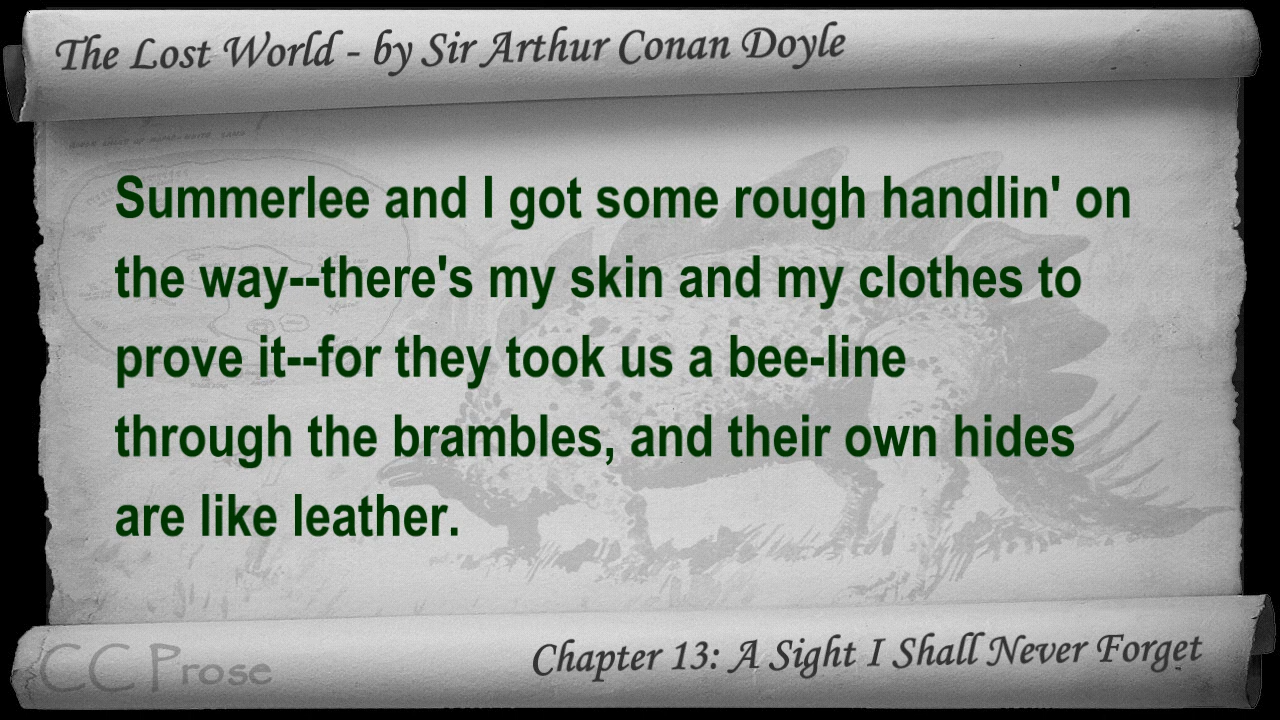 The Lost World - by Sir Arthur Conan Doyle
Summerlee and I got some rough handlin' on
the way--there's my skin and my clothes to
prove it--for they took us a bee-line
through the brambles, and their own hides
are like leather.
CC Prose
Chapter 13: A Sight I Shall Never Forget